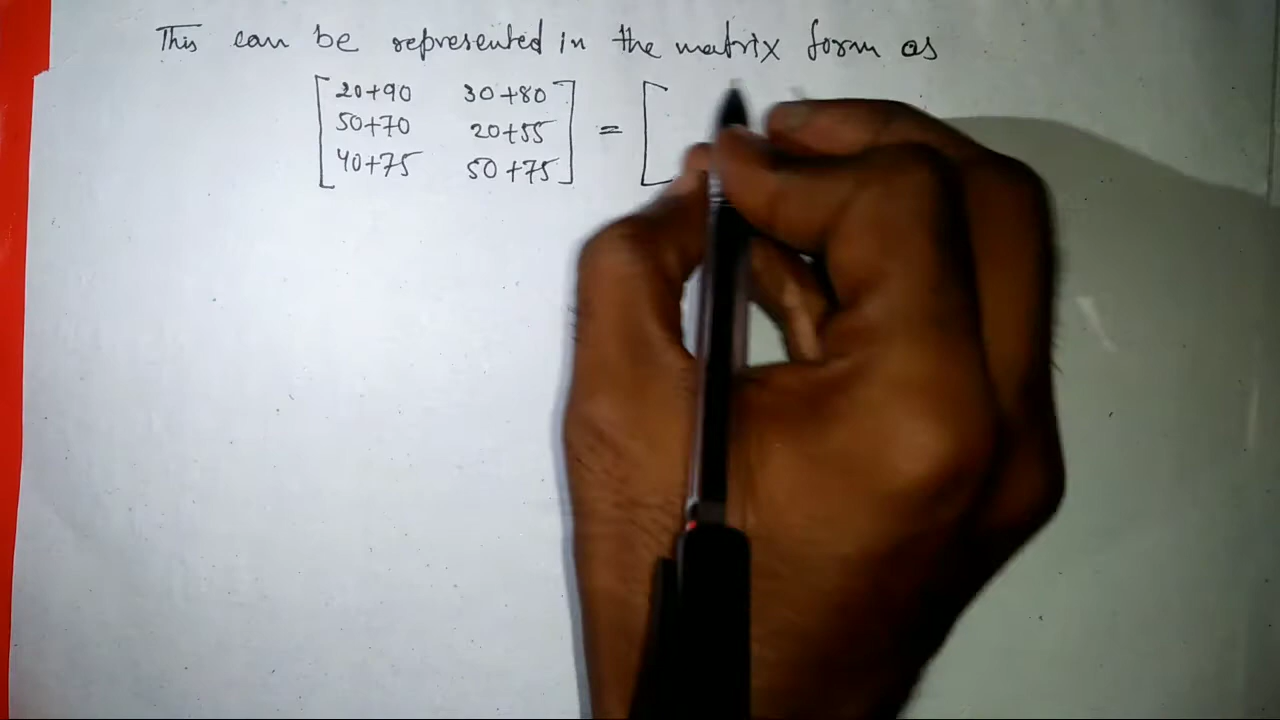 This can be represented in the matrix form as
20+90 30+80
50+70 20+55 =
40+75 50+75